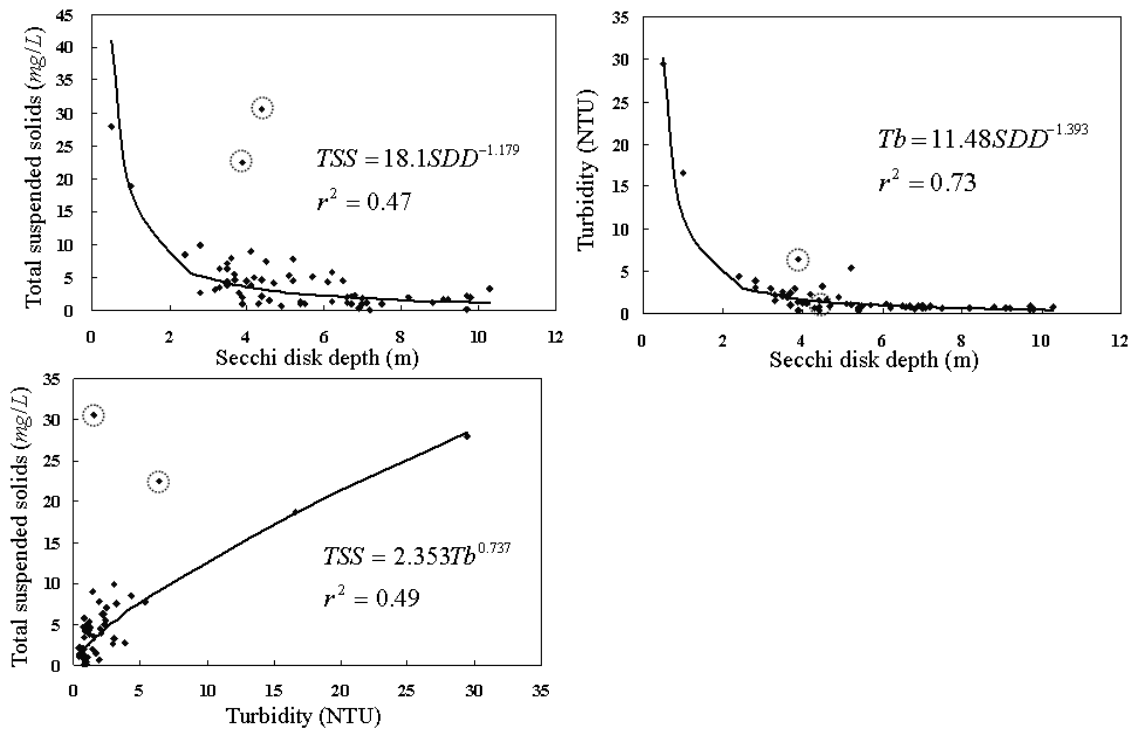 Total suspended solids (mg/L)
45
40
35
30
25
20
15
10
5
0
TSS = 18.1SDD^-1.179
r² = 0.47
0 2 4 6 8 10 12
Secchi disk depth (m)
Turbidity (NTU)
35
30
25
20
15
10
5
0
Tb = 11.48SDD^-1.393
r² = 0.73
0 2 4 6 8 10 12
Secchi disk depth (m)
Total suspended solids (mg/L)
35
30
25
20
15
10
5
0
TSS = 2.353Tb^0.737
r² = 0.49
0 5 10 15 20 25 30 35
Turbidity (NTU)